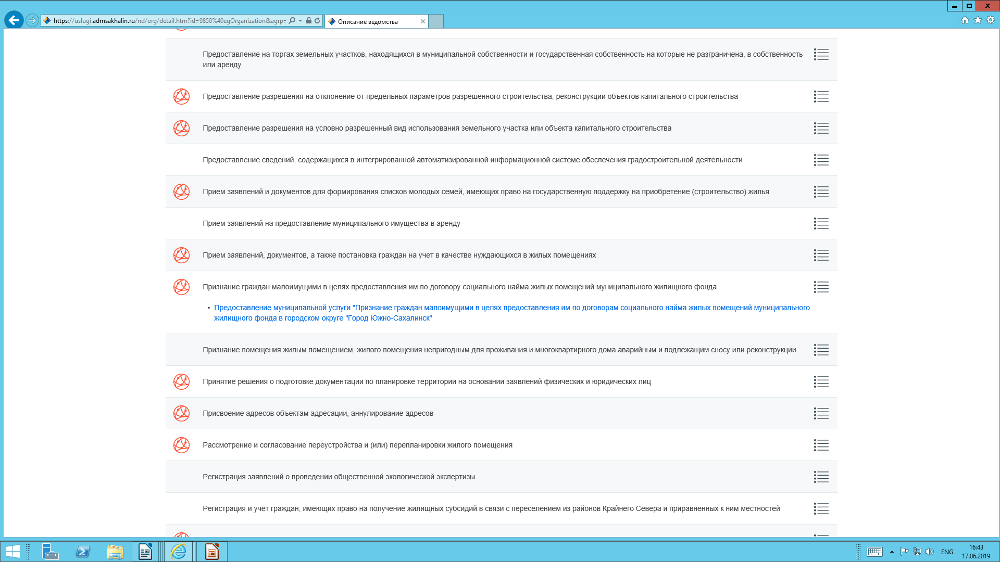 https://uslugi.admsakhalin.ru/nd/org/detail.htm?id=9850%40egOrganization&agrp=
Описание ведомства
Предоставление на торгах земельных участков, находящихся в муниципальной собственности и государственная собственность на которые не разграничена, в собственность
или аренду
Предоставление разрешения на отклонение от предельных параметров разрешенного строительства, реконструкции объектов капитального строительства
Предоставление разрешения на условно разрешенный вид использования земельного участка или объекта капитального строительства
Предоставление сведений, содержащихся в интегрированной автоматизированной информационной системе обеспечения градостроительной деятельности
Прием заявлений и документов для формирования списков молодых семей, имеющих право на государственную поддержку на приобретение (строительство) жилья
Прием заявлений на предоставление муниципального имущества в аренду
Прием заявлений, документов, а также постановка граждан на учет в качестве нуждающихся в жилых помещениях
Признание граждан малоимущими в целях предоставления им по договору социального найма жилых помещений муниципального жилищного фонда
• Предоставление муниципальной услуги "Признание граждан малоимущими в целях предоставления им по договорам социального найма жилых помещений муниципального
жилищного фонда в городском округе "Город Южно-Сахалинск"
Признание помещения жилым помещением, жилого помещения непригодным для проживания и многоквартирного дома аварийным и подлежащим сносу или реконструкции
Принятие решения о подготовке документации по планировке территории на основании заявлений физических и юридических лиц
Присвоение адресов объектам адресации, аннулирование адресов
Рассмотрение и согласование переустройства и (или) перепланировки жилого помещения
Регистрация заявлений о проведении общественной экологической экспертизы
Регистрация и учет граждан, имеющих право на получение жилищных субсидий в связи с переселением из районов Крайнего Севера и приравненных к ним местностей
ENG
16:43
17.06.2019